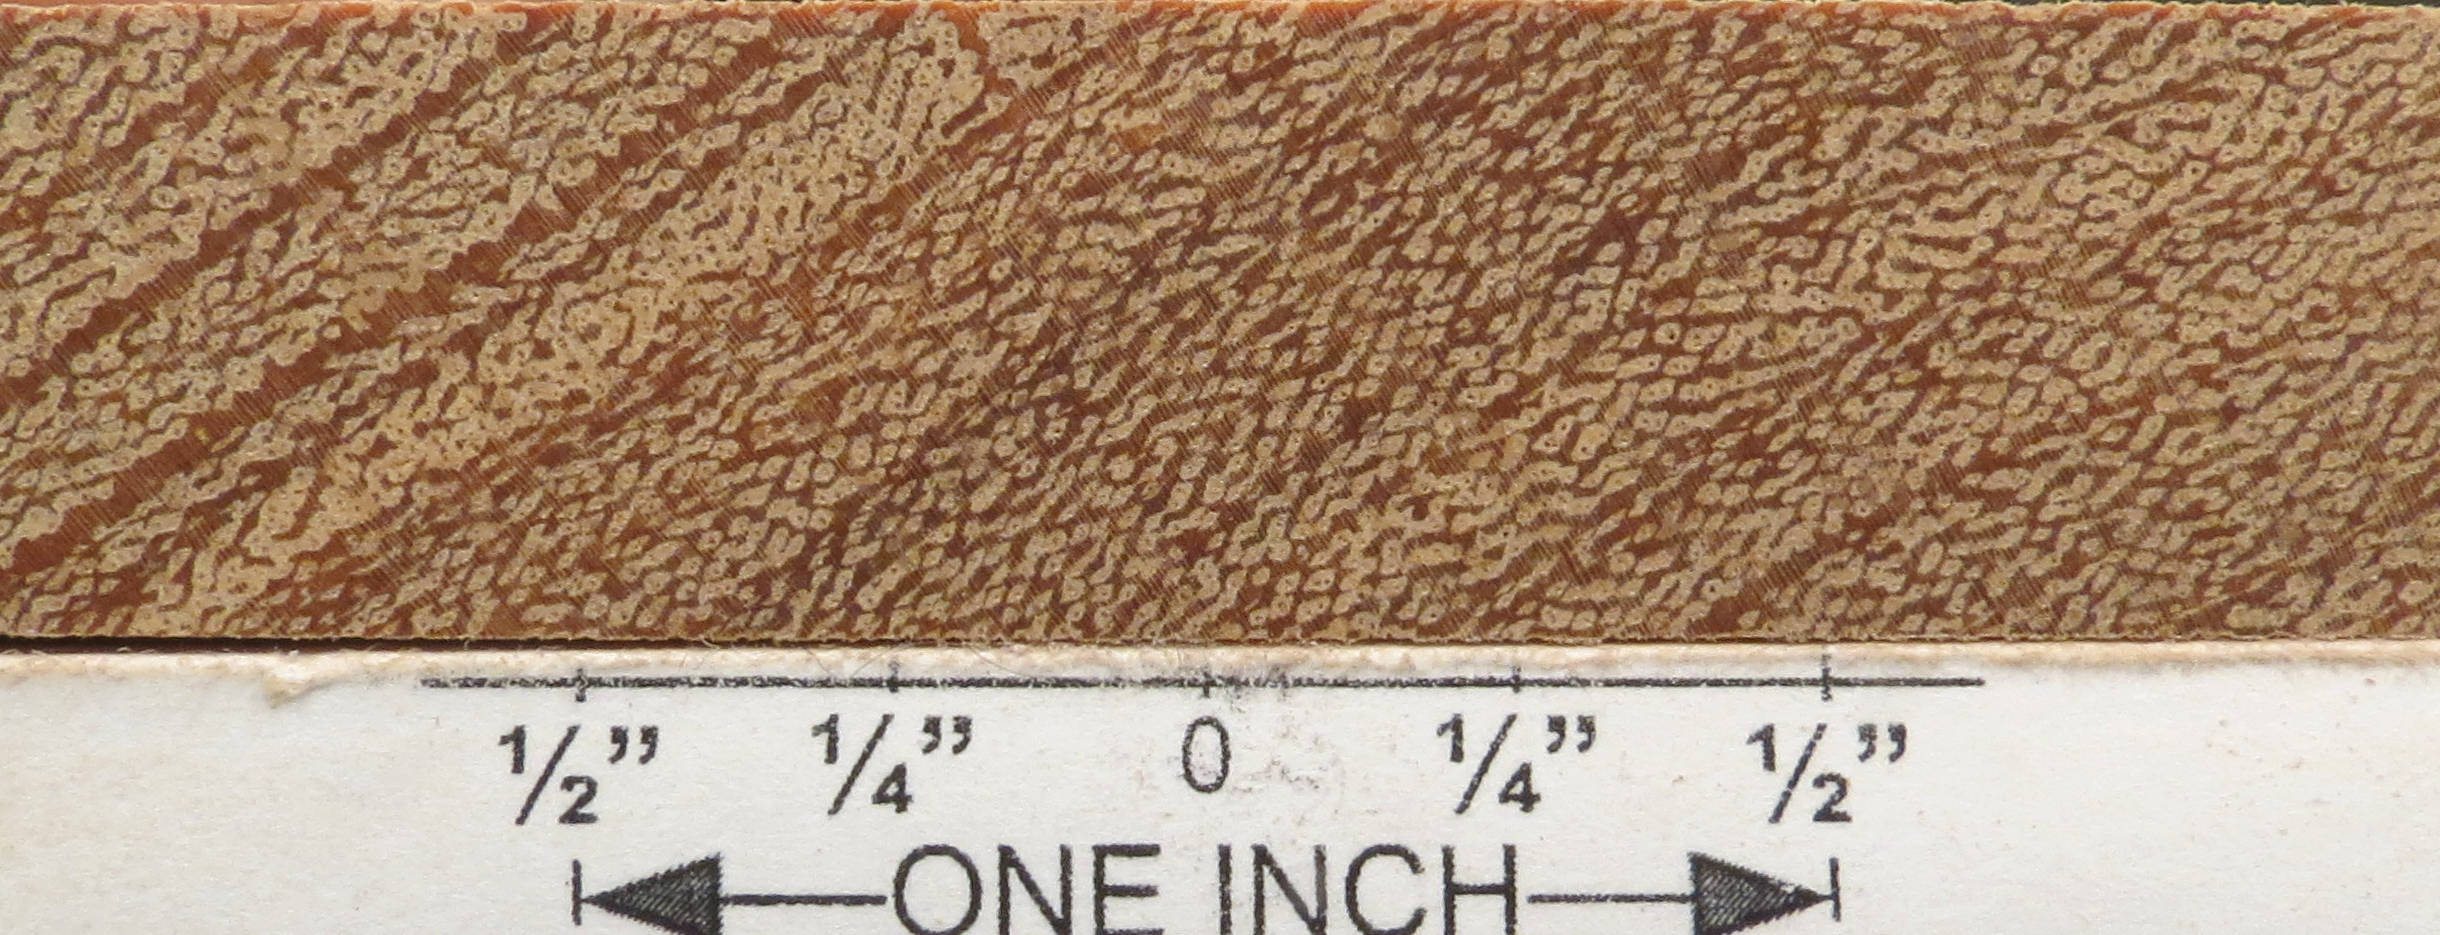 1/2” 1/4” 0 1/4” 1/2”
ONE INCH